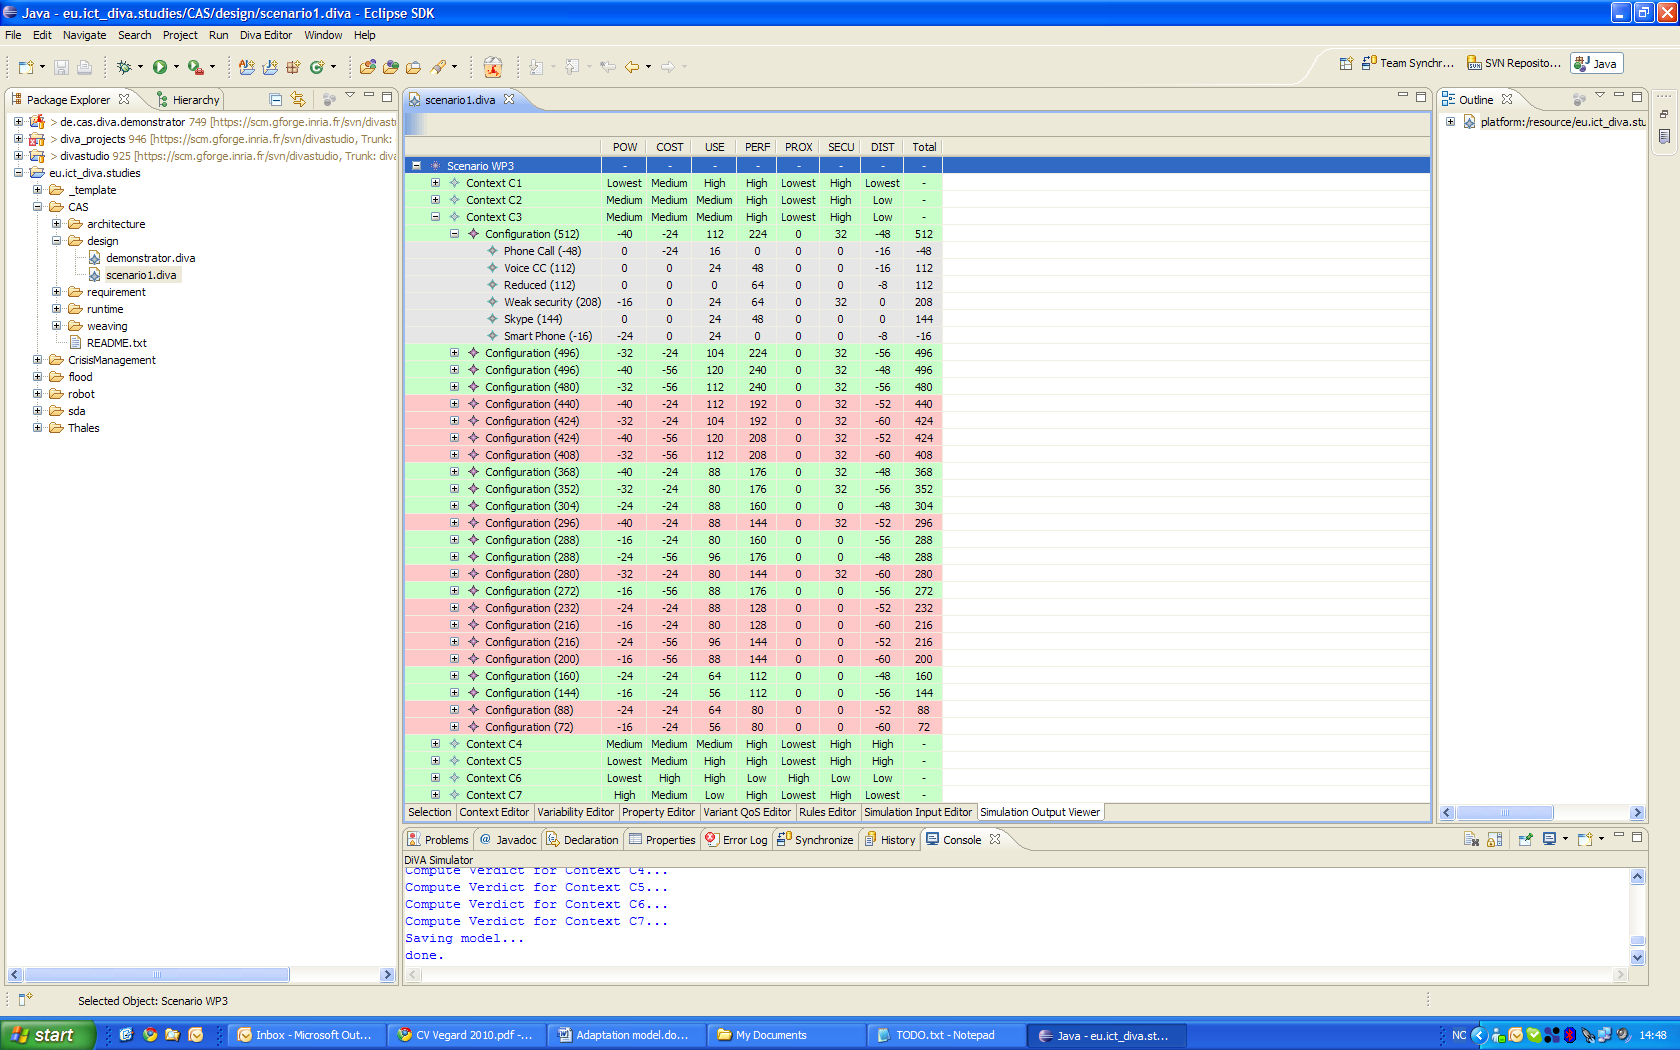 Java - eu.ict_diva.studies/CAS/design/scenario1.diva - Eclipse SDK
File Edit Navigate Search Project Run Diva Editor Window Help
Team Synchr... SVN Reposito... Java
Package Explorer Hierarchy
> de.cas.diva.demonstrator 749 [https://scm.gforge.inria.fr/svn/divast
> diva_projects 946 [https://scm.gforge.inria.fr/svn/divastudio, Trunk:
> divastudio 925 [https://scm.gforge.inria.fr/svn/divastudio, Trunk: diva
eu.ict_diva.studies
_template
CAS
architecture
design
demonstrator.diva
scenario1.diva
requirement
runtime
weaving
README.txt
CrisisManagement
flood
robot
sda
Thales
scenario1.diva
POW COST USE PERF PROX SECU DIST Total
Scenario WP3 - - - - - - - -
Context C1 Lowest Medium High High Lowest High Lowest -
Context C2 Medium Medium Medium High Lowest High Low -
Context C3 Medium Medium Medium High Lowest High Low -
Configuration (512) -40 -24 112 224 0 32 -48 512
Phone Call (-48) 0 -24 16 0 0 0 -16 -48
Voice CC (112) 0 0 24 48 0 0 -16 112
Reduced (112) 0 0 0 64 0 0 -8 112
Weak security (208) -16 0 24 64 0 32 0 208
Skype (144) 0 0 24 48 0 0 0 144
Smart Phone (-16) -24 0 24 0 0 0 -8 -16
Configuration (496) -32 -24 104 224 0 32 -56 496
Configuration (496) -40 -56 120 240 0 32 -48 496
Configuration (480) -32 -56 112 240 0 32 -56 480
Configuration (440) -40 -24 112 192 0 32 -52 440
Configuration (424) -32 -24 104 192 0 32 -60 424
Configuration (424) -40 -56 120 208 0 32 -52 424
Configuration (408) -32 -56 112 208 0 32 -60 408
Configuration (368) -40 -24 88 176 0 32 -48 368
Configuration (352) -32 -24 80 176 0 32 -56 352
Configuration (304) -24 -24 88 160 0 0 -48 304
Configuration (296) -40 -24 88 144 0 32 -52 296
Configuration (288) -16 -24 80 160 0 0 -56 288
Configuration (288) -24 -56 96 176 0 0 -48 288
Configuration (280) -32 -24 80 144 0 32 -60 280
Configuration (272) -16 -56 88 176 0 0 -56 272
Configuration (232) -24 -24 88 128 0 0 -52 232
Configuration (216) -16 -24 80 128 0 0 -60 216
Configuration (216) -24 -56 96 144 0 0 -52 216
Configuration (200) -16 -56 88 144 0 0 -60 200
Configuration (160) -24 -24 64 112 0 0 -48 160
Configuration (144) -16 -24 56 112 0 0 -56 144
Configuration (88) -24 -24 64 80 0 0 -52 88
Configuration (72) -16 -24 56 80 0 0 -60 72
Context C4 Medium Medium Medium High Lowest High High -
Context C5 Lowest Medium High High Lowest High High -
Context C6 Lowest High High Low High Low Low -
Context C7 High Medium Low High Lowest High Lowest -
Selection Context Editor Variability Editor Property Editor Variant QoS Editor Rules Editor Simulation Input Editor Simulation Output Viewer
Outline
platform:/resource/eu.ict_diva.stu
Problems @ Javadoc Declaration Properties Error Log Synchronize History Console
DiVA Simulator
Compute Verdict for Context C4...
Compute Verdict for Context C5...
Compute Verdict for Context C6...
Compute Verdict for Context C7...
Saving model...
done.
Selected Object: Scenario WP3
start Inbox - Microsoft Out... CV Vegard 2010.pdf -... Adaptation model.do... My Documents TODO.txt - Notepad Java - eu.ict_diva.st... NC 14:48